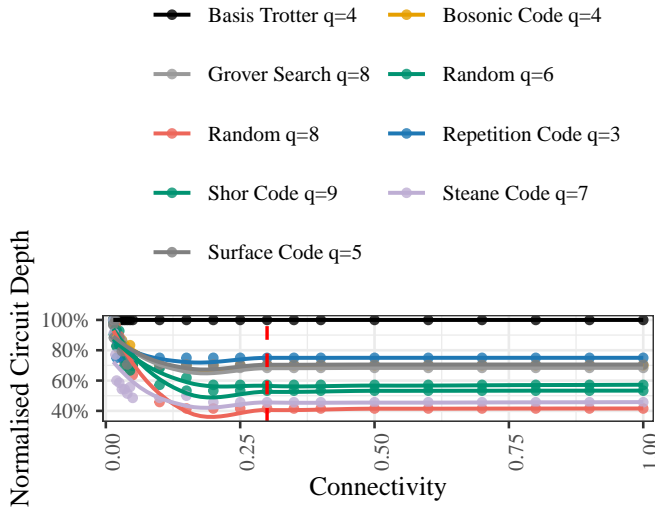 Basis Trotter q=4
Bosonic Code q=4
Grover Search q=8
Random q=6
Random q=8
Repetition Code q=3
Shor Code q=9
Steane Code q=7
Surface Code q=5
Normalised Circuit Depth
100%
80%
60%
40%
0.00
0.25
0.50
0.75
1.00
Connectivity